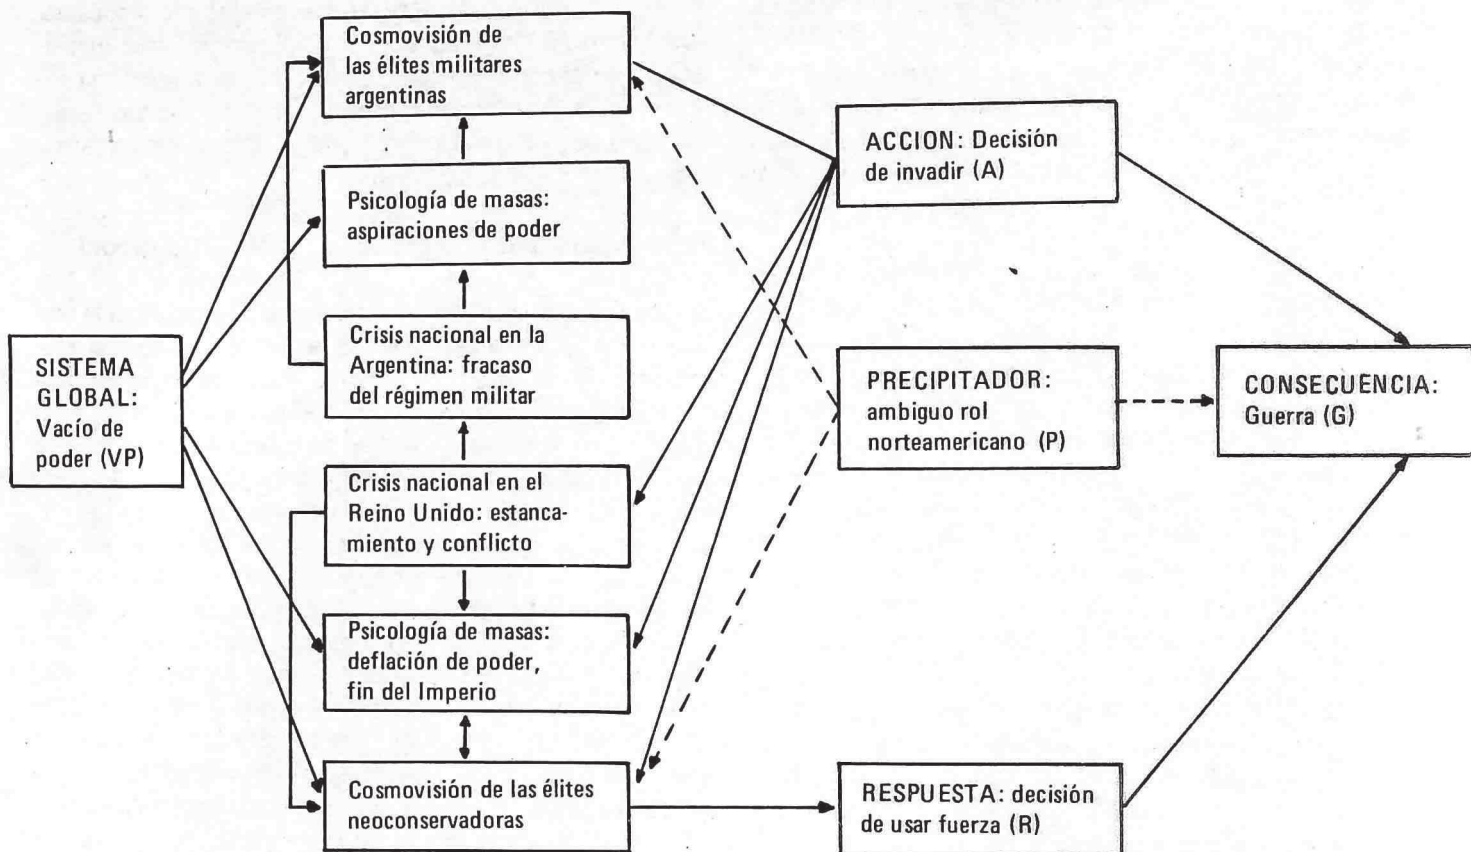 Cosmovisión de
las élites militares
argentinas
Psicología de masas:
aspiraciones de poder
Crisis nacional en la
Argentina: fracaso
del régimen militar
Crisis nacional en el
Reino Unido: estanca-
miento y conflicto
Psicología de masas:
deflación de poder,
fin del Imperio
Cosmovisión de las élites
neoconservadoras
SISTEMA
GLOBAL:
Vacío de
poder (VP)
ACCION: Decisión
de invadir (A)
PRECIPITADOR:
ambiguo rol
norteamericano (P)
RESPUESTA: decisión
de usar fuerza (R)
CONSECUENCIA:
Guerra (G)